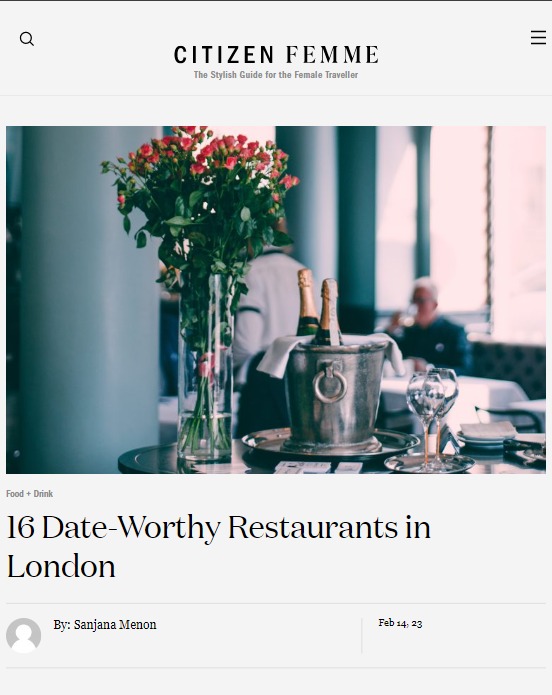 CITIZEN FEMME
The Stylish Guide for the Female Traveller
Food + Drink
16 Date-Worthy Restaurants in
London
By: Sanjana Menon
Feb 14, 23